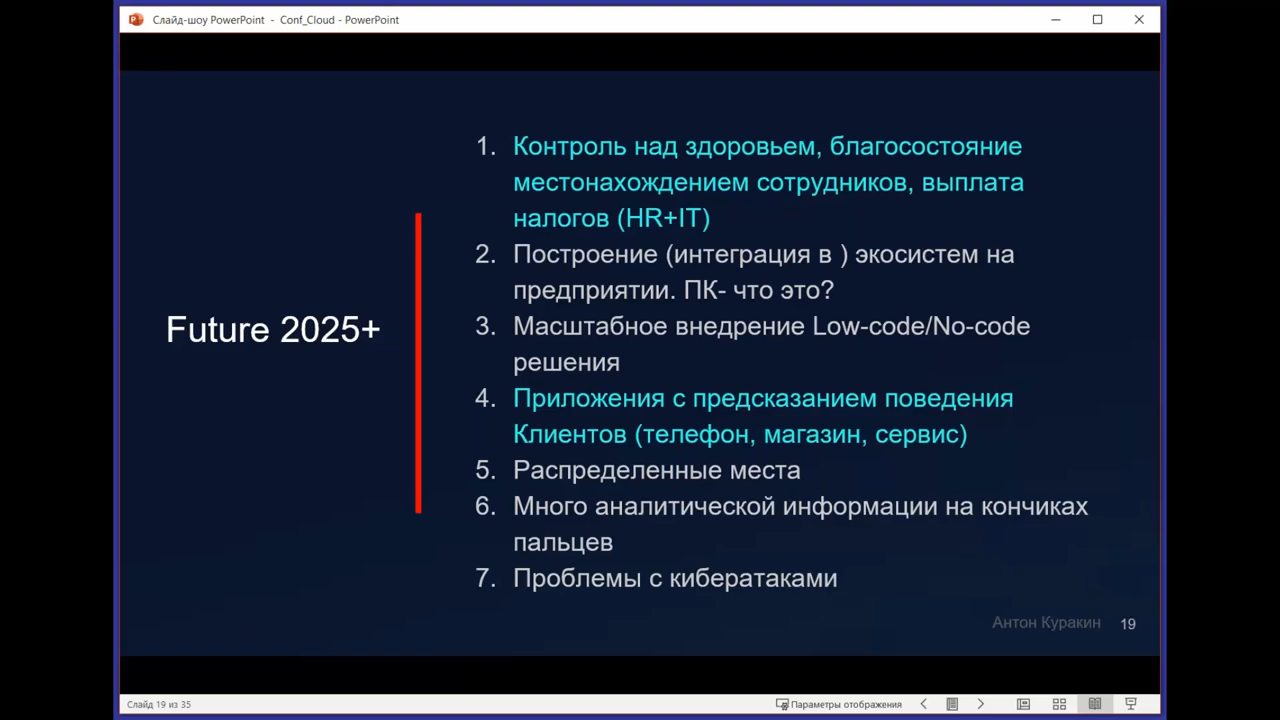 Слайд-шоу PowerPoint - Conf_Cloud - PowerPoint
1. Контроль над здоровьем, благосостояние
местонахождением сотрудников, выплата
налогов (HR+IT)
2. Построение (интеграция в ) экосистем на
предприятии. ПК- что это?
3. Масштабное внедрение Low-code/No-code
решения
Future 2025+
4. Приложения с предсказанием поведения
Клиентов (телефон, магазин, сервис)
5. Распределенные места
6. Много аналитической информации на кончиках
пальцев
7. Проблемы с кибератаками
Антон Куракин 19
Слайд 19 из 35
Параметры отображения